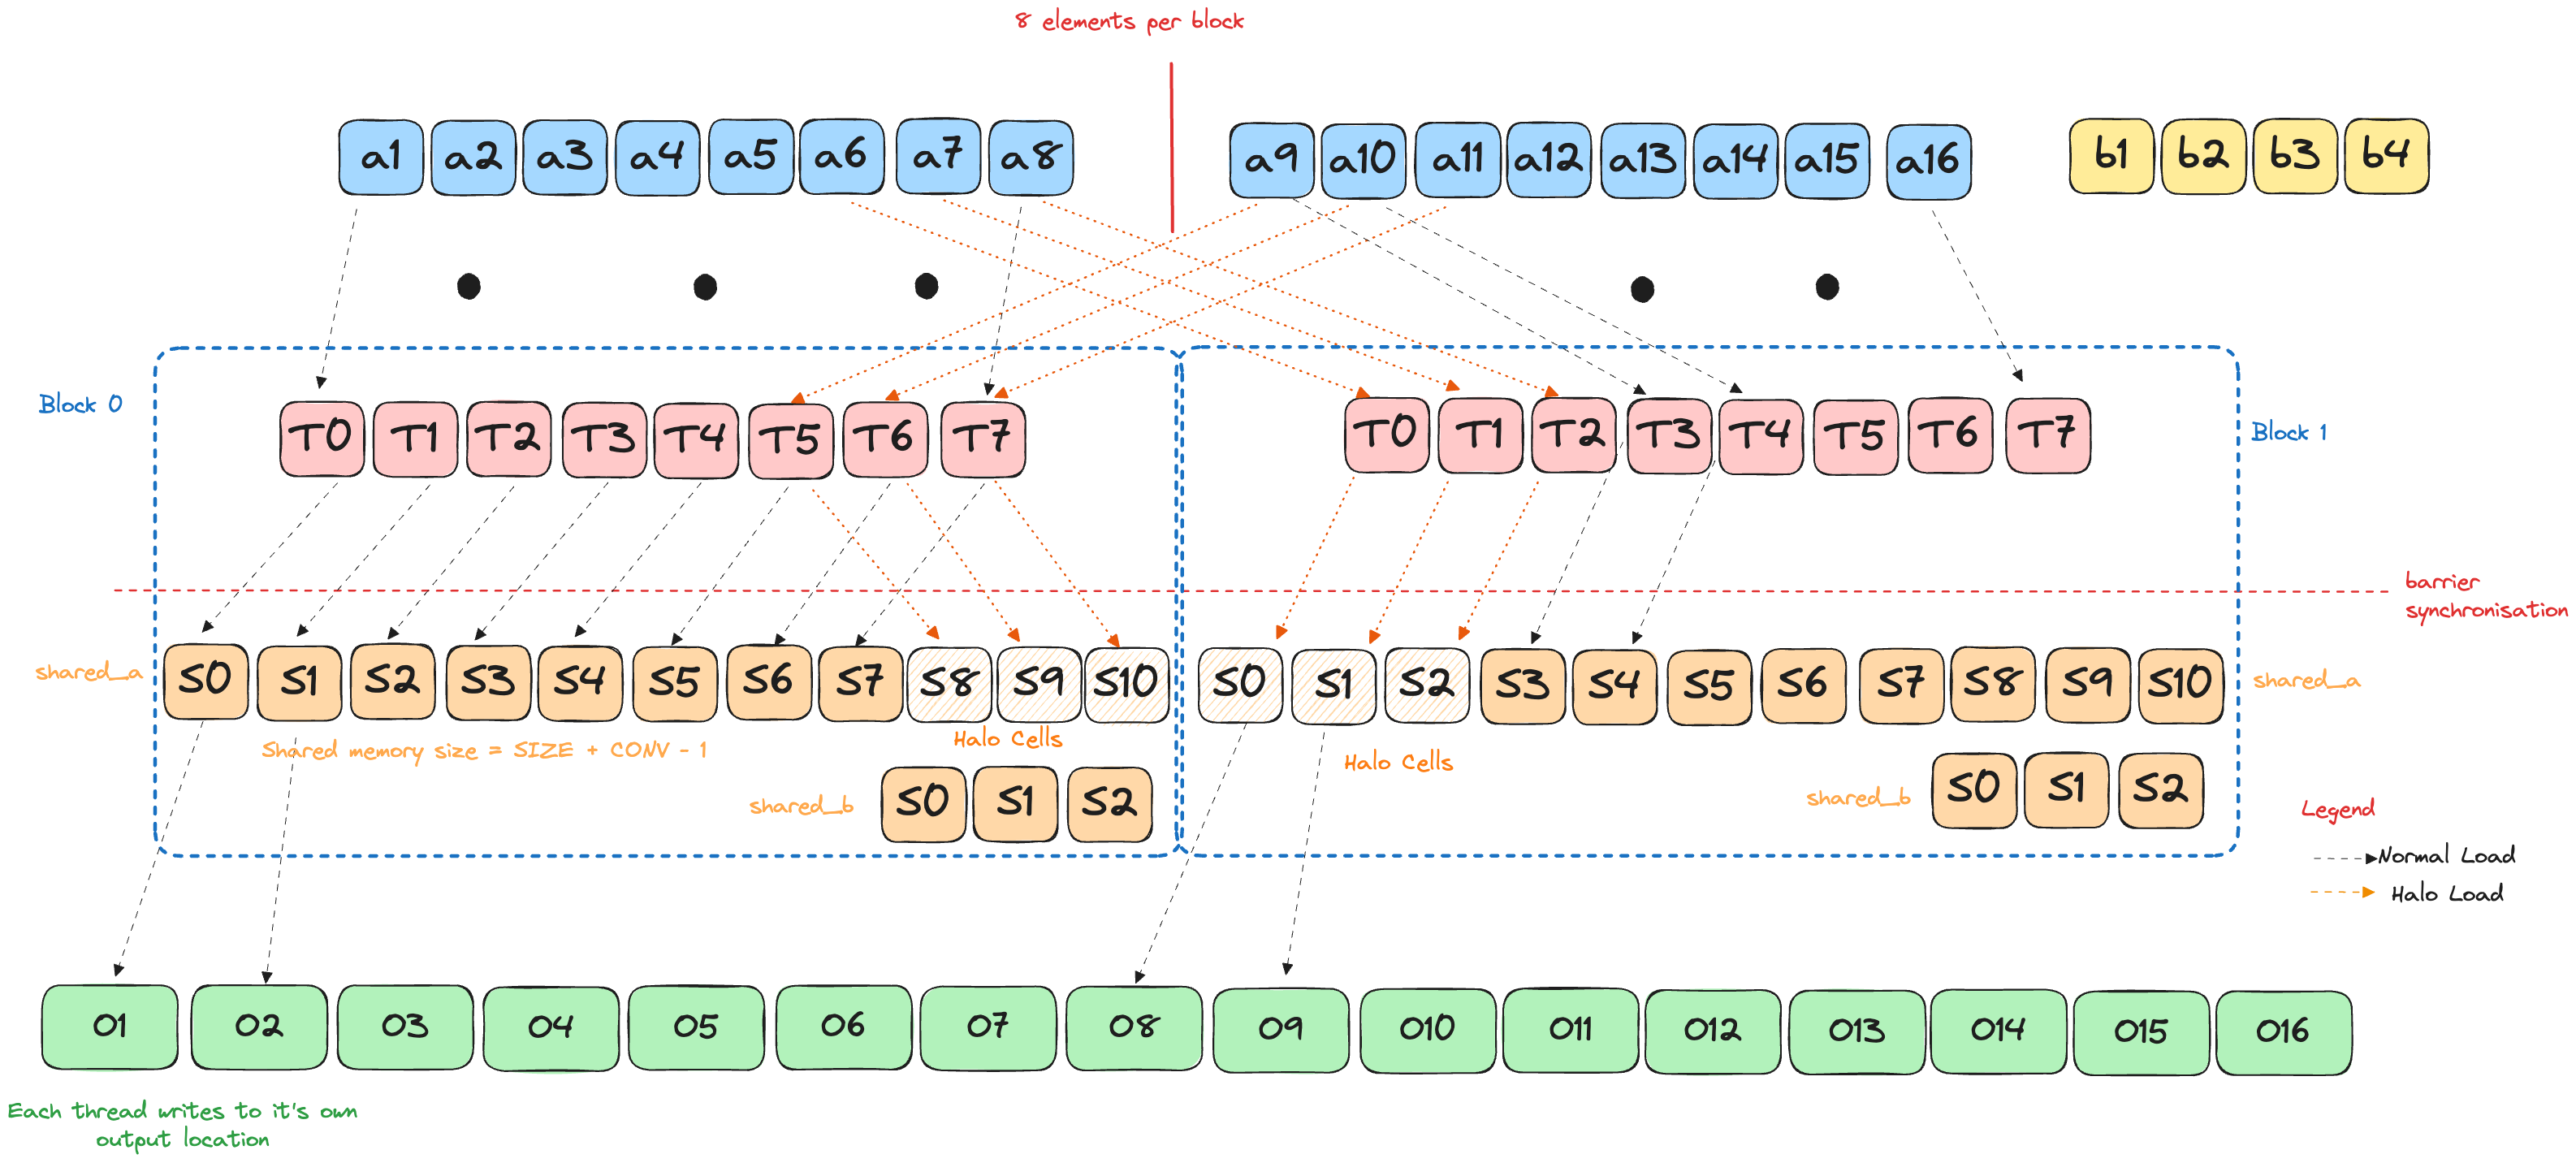 8 elements per block
a1 a2 a3 a4 a5 a6 a7 a8 a9 a10 a11 a12 a13 a14 a15 a16 b1 b2 b3 b4
Block 0
T0 T1 T2 T3 T4 T5 T6 T7 T0 T1 T2 T3 T4 T5 T6 T7
Block 1
barrier
synchronisation
shared_a
S0 S1 S2 S3 S4 S5 S6 S7 S8 S9 S10 S0 S1 S2 S3 S4 S5 S6 S7 S8 S9 S10
shared_a
Shared memory size = SIZE + CONV - 1
Halo Cells
Halo Cells
shared_b
S0 S1 S2
shared_b
S0 S1 S2
Legend
Normal Load
Halo Load
O1 O2 O3 O4 O5 O6 O7 O8 O9 O10 O11 O12 O13 O14 O15 O16
Each thread writes to it's own
output location